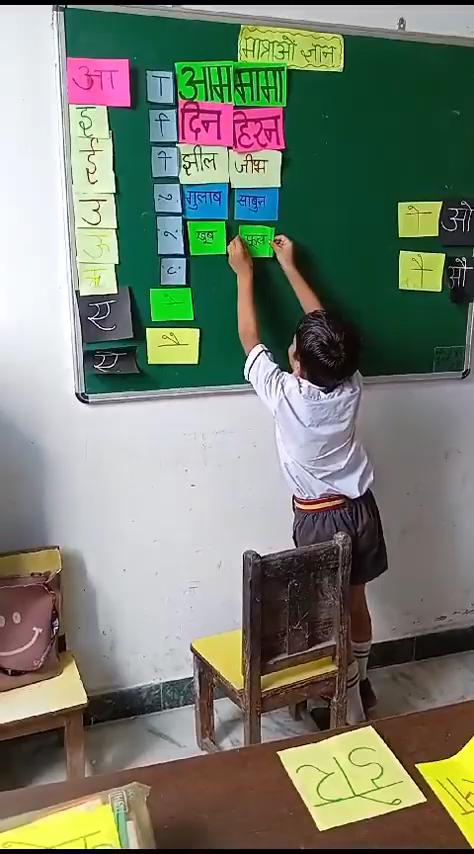 मात्राओं ज्ञान
आ ा आम मामा
इ ि दिन हिरन
ई ी झील जीभ
उ ु गुलाब साबुन
ऊ ू खूब फूल
ऋ ृ
ए े
ऐ ै
ो ओ
ौ औ